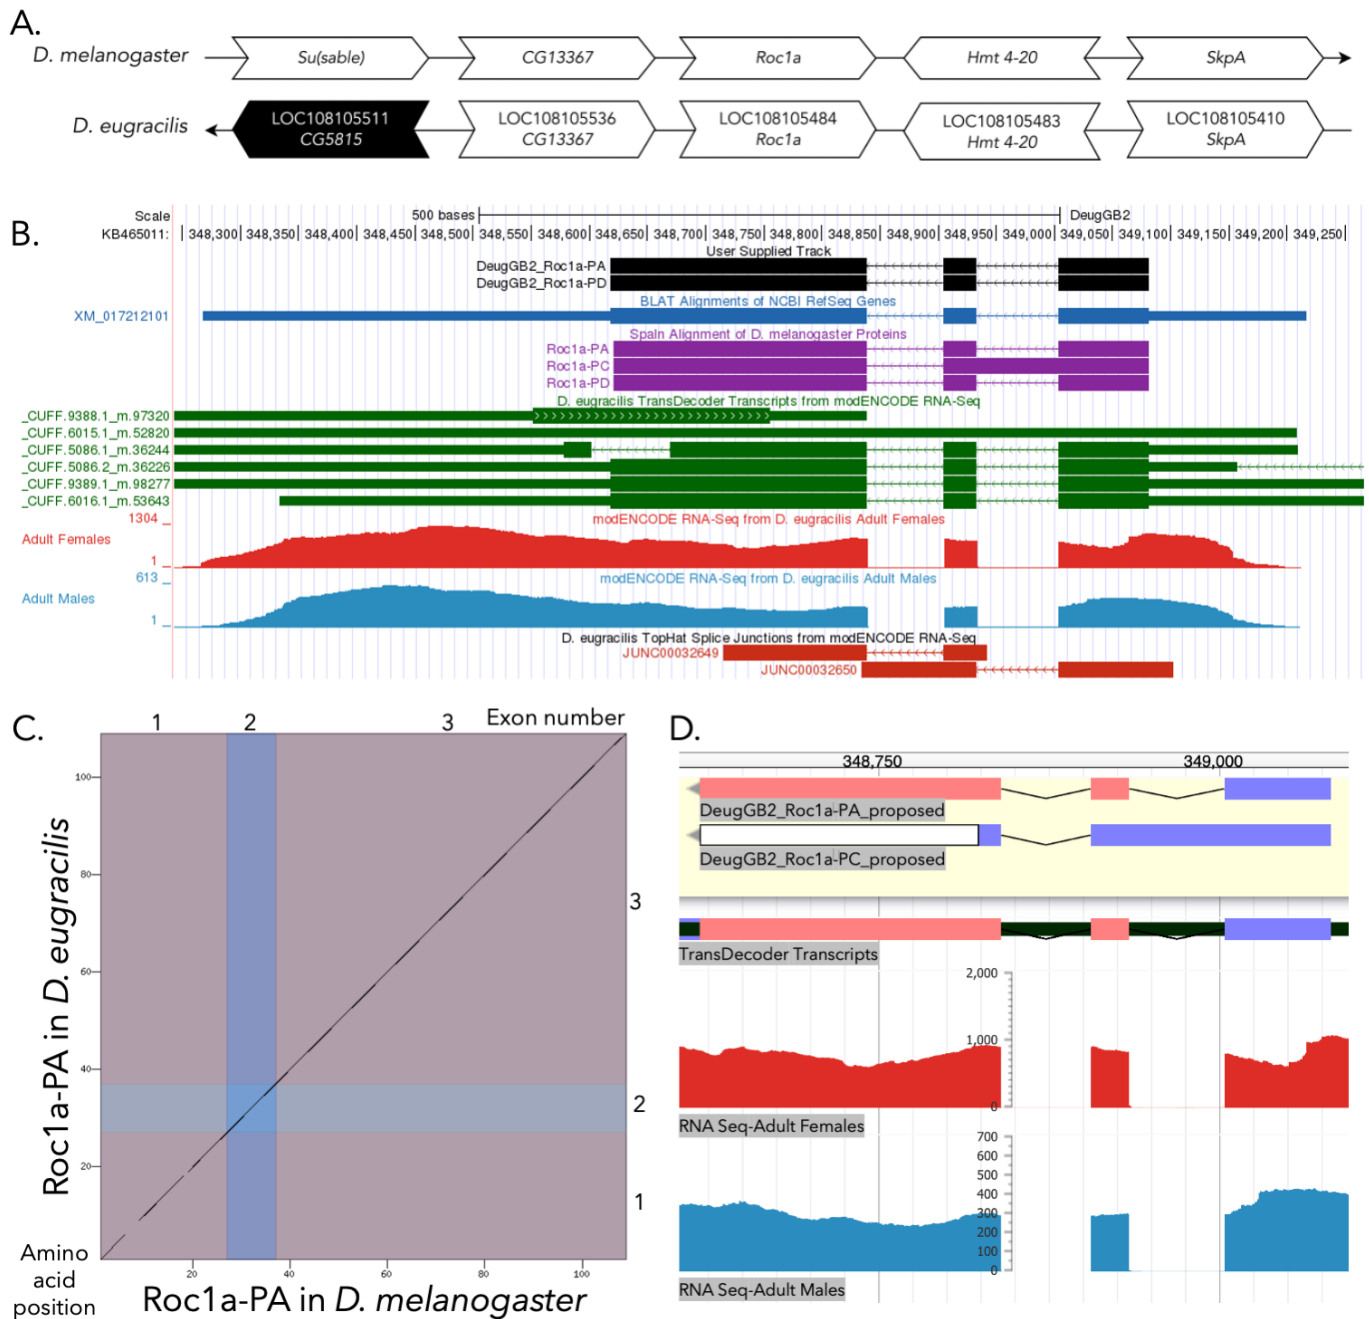 A.
D. melanogaster
Su(sable)
CG13367
Roc1a
Hmt 4-20
SkpA
D. eugracilis
LOC108105511
CG5815
LOC108105536
CG13367
LOC108105484
Roc1a
LOC108105483
Hmt 4-20
LOC108105410
SkpA
B.
Scale
500 bases
DeugGB2
KB465011:
348,300
348,350
348,400
348,450
348,500
348,550
348,600
348,650
348,700
348,750
348,800
348,850
348,900
348,950
349,000
349,050
349,100
349,150
349,200
349,250
User Supplied Track
DeugGB2_Roc1a-PA
DeugGB2_Roc1a-PD
BLAT Alignments of NCBI RefSeq Genes
XM_017212101
Spaln Alignment of D. melanogaster Proteins
Roc1a-PA
Roc1a-PC
Roc1a-PD
D. eugracilis TransDecoder Transcripts from modENCODE RNA-Seq
_CUFF.9388.1_m.97320
_CUFF.6015.1_m.52820
_CUFF.5086.1_m.36244
_CUFF.5086.2_m.36226
_CUFF.9389.1_m.98277
_CUFF.6016.1_m.53643
modENCODE RNA-Seq from D. eugracilis Adult Females
1304
Adult Females
1
modENCODE RNA-Seq from D. eugracilis Adult Males
613
Adult Males
1
D. eugracilis TopHat Splice Junctions from modENCODE RNA-Seq
JUNC00032649
JUNC00032650
C.
1
2
3
Exon number
100
80
60
40
20
3
2
1
Roc1a-PA in D. eugracilis
Amino
acid
position
20
40
60
80
100
Roc1a-PA in D. melanogaster
D.
348,750
349,000
DeugGB2_Roc1a-PA_proposed
DeugGB2_Roc1a-PC_proposed
TransDecoder Transcripts
2,000
1,000
0
RNA Seq-Adult Females
700
600
500
400
300
200
100
0
RNA Seq-Adult Males